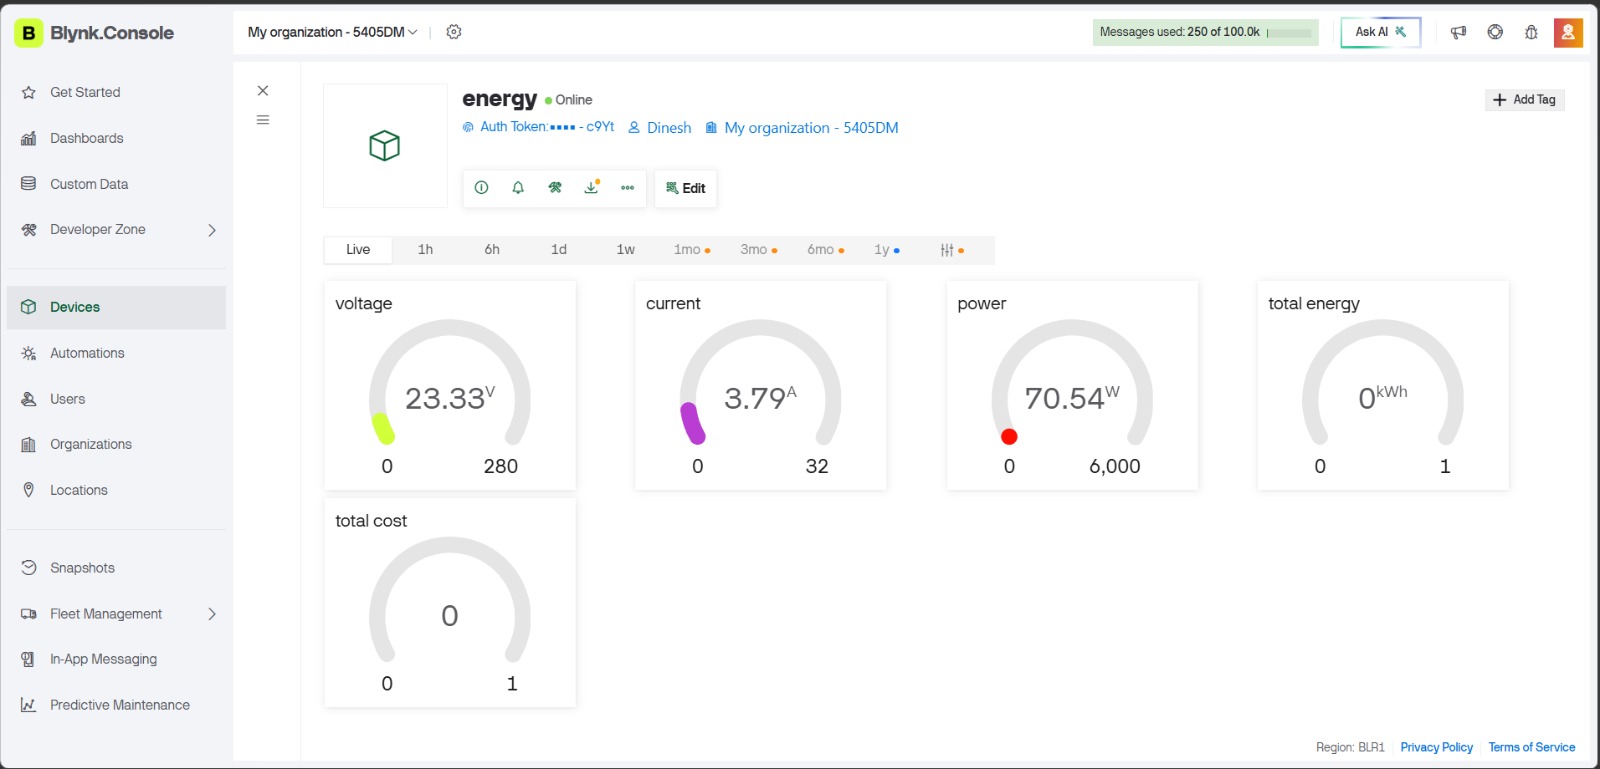 B Blynk.Console
My organization - 5405DM
Messages used: 250 of 100.0k
Ask AI
Get Started
Dashboards
Custom Data
Developer Zone
Devices
Automations
Users
Organizations
Locations
Snapshots
Fleet Management
In-App Messaging
Predictive Maintenance
energy Online
Add Tag
Auth Token:•••• - c9Yt Dinesh My organization - 5405DM
Edit
Live 1h 6h 1d 1w 1mo 3mo 6mo 1y
voltage
23.33V
0 280
current
3.79A
0 32
power
70.54W
0 6,000
total energy
0kWh
0 1
total cost
0
0 1
Region: BLR1 Privacy Policy Terms of Service